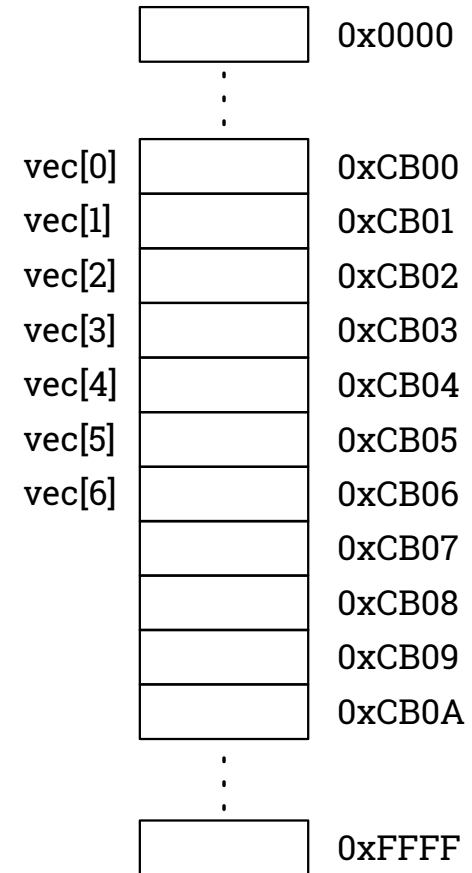 0x0000
vec[0] 0xCB00
vec[1] 0xCB01
vec[2] 0xCB02
vec[3] 0xCB03
vec[4] 0xCB04
vec[5] 0xCB05
vec[6] 0xCB06
0xCB07
0xCB08
0xCB09
0xCB0A
0xFFFF